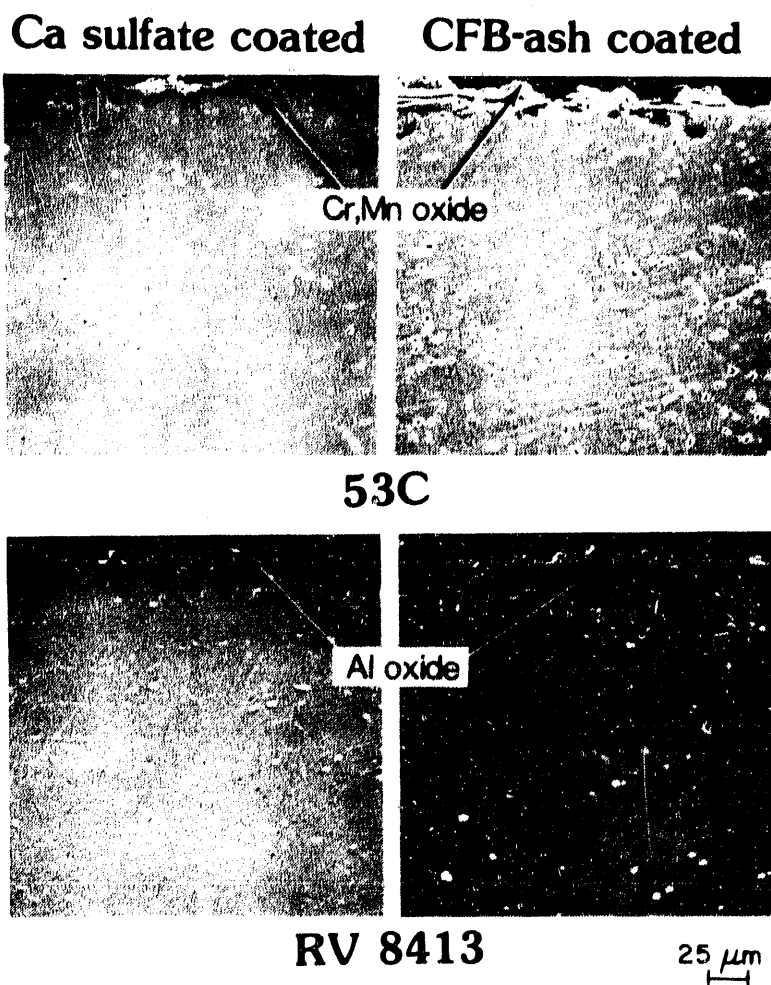 Ca sulfate coated CFB-ash coated
Cr,Mn oxide
53C
Al oxide
RV 8413
25 μm